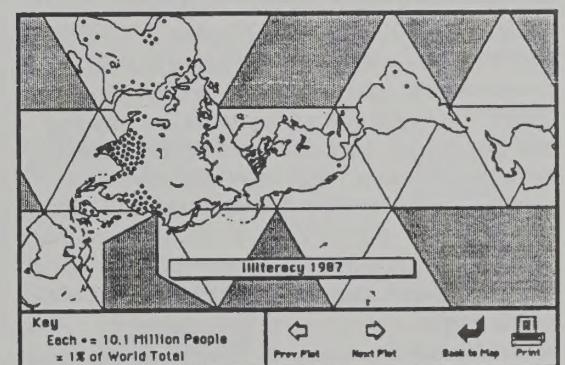 Illiteracy 1987
Key
Each • = 10.1 Million People
= 1% of World Total
Prev Plot
Next Plot
Back to Map
Print